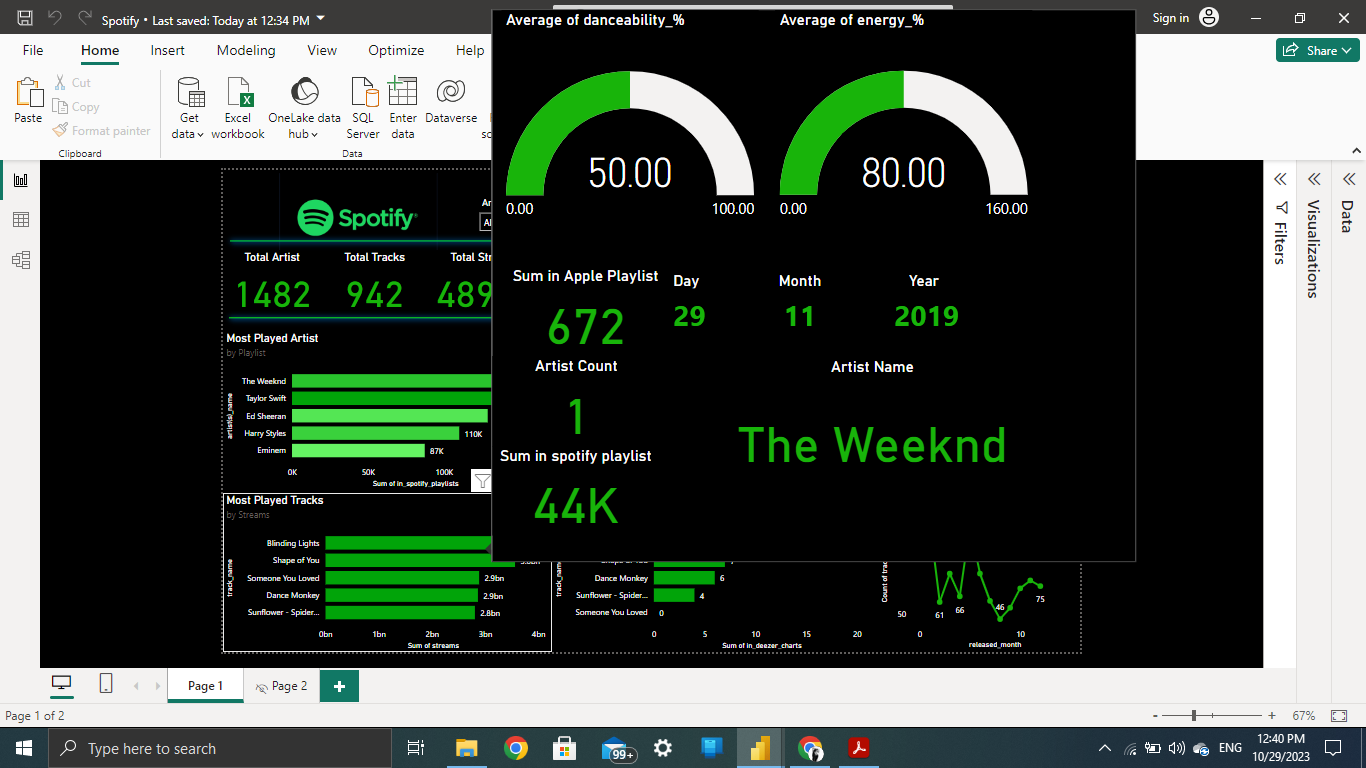 Spotify • Last saved: Today at 12:34 PM
Sign in
File Home Insert Modeling View Optimize Help
Share
Paste
Cut
Copy
Format painter
Clipboard
Get data
Excel workbook
OneLake data hub
SQL Server
Enter data
Dataverse
Data
Average of danceability_%
50.00
0.00 100.00
Average of energy_%
80.00
0.00 160.00
Sum in Apple Playlist
672
Day
29
Month
11
Year
2019
Artist Count
1
Artist Name
The Weeknd
Sum in spotify playlist
44K
Spotify
Total Artist
1482
Total Tracks
942
Total St
489
Most Played Artist
by Playlist
artist(s)_name
The Weeknd
Taylor Swift
Ed Sheeran
Harry Styles 110K
Eminem 87K
0K 50K 100K
Sum of in_spotify_playlists
Most Played Tracks
by Streams
track_name
Blinding Lights
Shape of You
Someone You Loved 2.9bn
Dance Monkey 2.9bn
Sunflower - Spider... 2.8bn
0bn 1bn 2bn 3bn 4bn
Sum of streams
track_name
Dance Monkey 6
Sunflower - Spider... 4
Someone You Loved 0
0 5 10 15 20
Sum of in_deezer_charts
Count of trac
50
61
66
46
75
0 10
released_month
Filters
Visualizations
Data
Page 1
Page 2
Page 1 of 2
- + 67%
Type here to search
99+
ENG
12:40 PM
10/29/2023